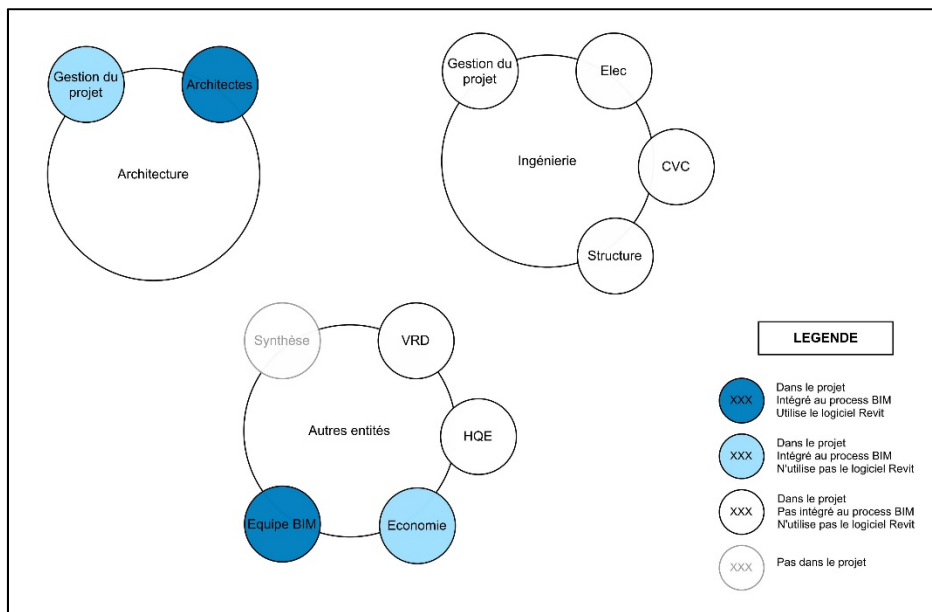 Gestion du
projet
Architectes
Architecture
Gestion du
projet
Elec
Ingénierie
CVC
Structure
Synthèse
VRD
Autres entités
HQE
Equipe BIM
Economie
LEGENDE
XXX
Dans le projet
Intégré au process BIM
Utilise le logiciel Revit
XXX
Dans le projet
Intégré au process BIM
N'utilise pas le logiciel Revit
XXX
Dans le projet
Pas intégré au process BIM
N'utilise pas le logiciel Revit
XXX
Pas dans le projet